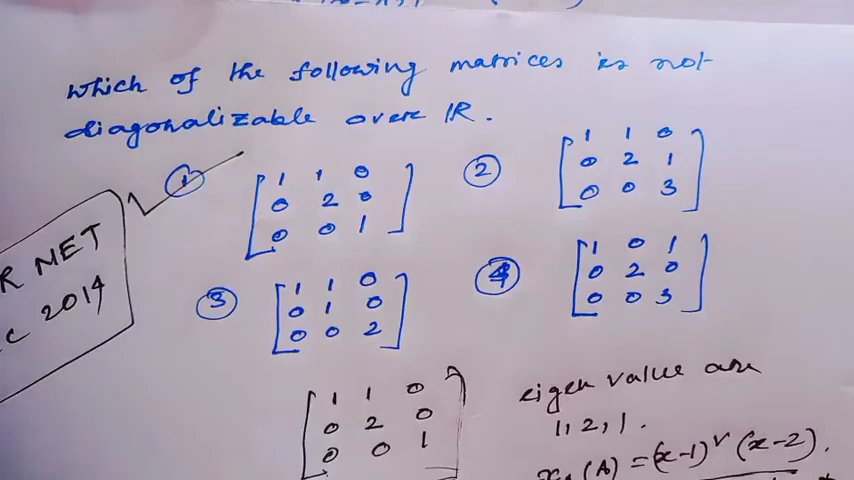 which of the following matrices is not
diagonalizable over IR.
① [1 1 0
0 2 0
0 0 1]
② [1 1 0
0 2 1
0 0 3]
R NET
C 2014
③ [1 1 0
0 1 0
0 0 2]
④ [1 0 1
0 2 0
0 0 3]
[1 1 0
0 2 0
0 0 1]
eigen value are
1, 2, 1.
(A) = (x-1)² (x-2).